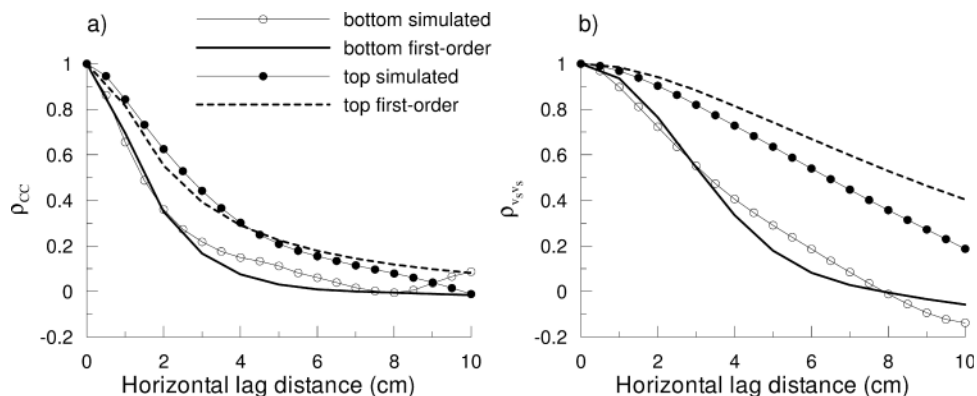 a)
bottom simulated
bottom first-order
top simulated
top first-order
b)
1
0.8
0.6
0.4
0.2
0
-0.2
ρCC
0 2 4 6 8 10
Horizontal lag distance (cm)
1
0.8
0.6
0.4
0.2
0
-0.2
ρvsvs
0 2 4 6 8 10
Horizontal lag distance (cm)